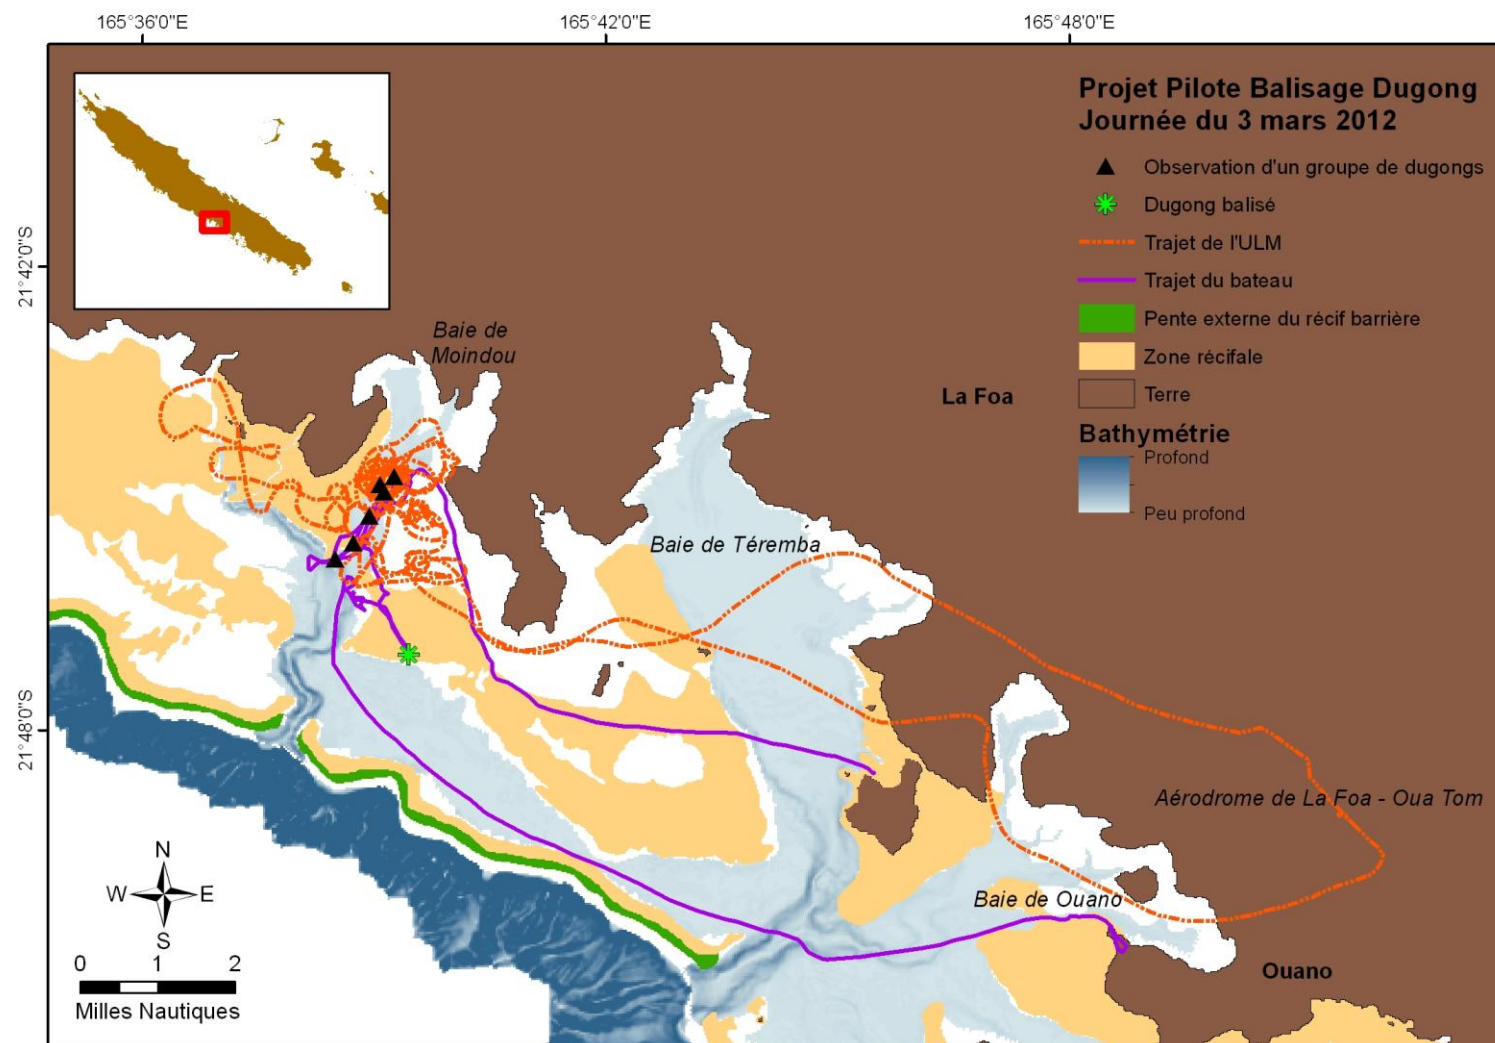 165°36'0"E
165°42'0"E
165°48'0"E
21°42'0"S
21°48'0"S
Projet Pilote Balisage Dugong
Journée du 3 mars 2012
Observation d'un groupe de dugongs
Dugong balisé
Trajet de l'ULM
Trajet du bateau
Pente externe du récif barrière
Zone récifale
Terre
Bathymétrie
Profond
Peu profond
Baie de
Moindou
La Foa
Baie de Téremba
Aérodrome de La Foa - Oua Tom
Baie de Ouano
Ouano
N
W
E
S
0
1
2
Milles Nautiques